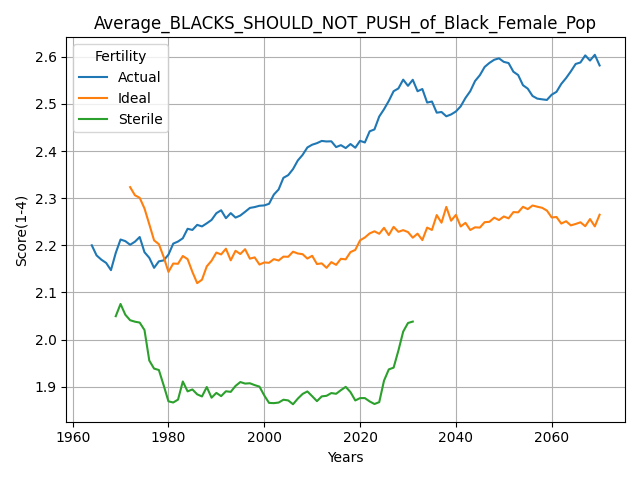 Average_BLACKS_SHOULD_NOT_PUSH_of_Black_Female_Pop
Fertility
Actual
Ideal
Sterile
Score(1-4)
2.6
2.5
2.4
2.3
2.2
2.1
2.0
1.9
1960 1980 2000 2020 2040 2060
Years